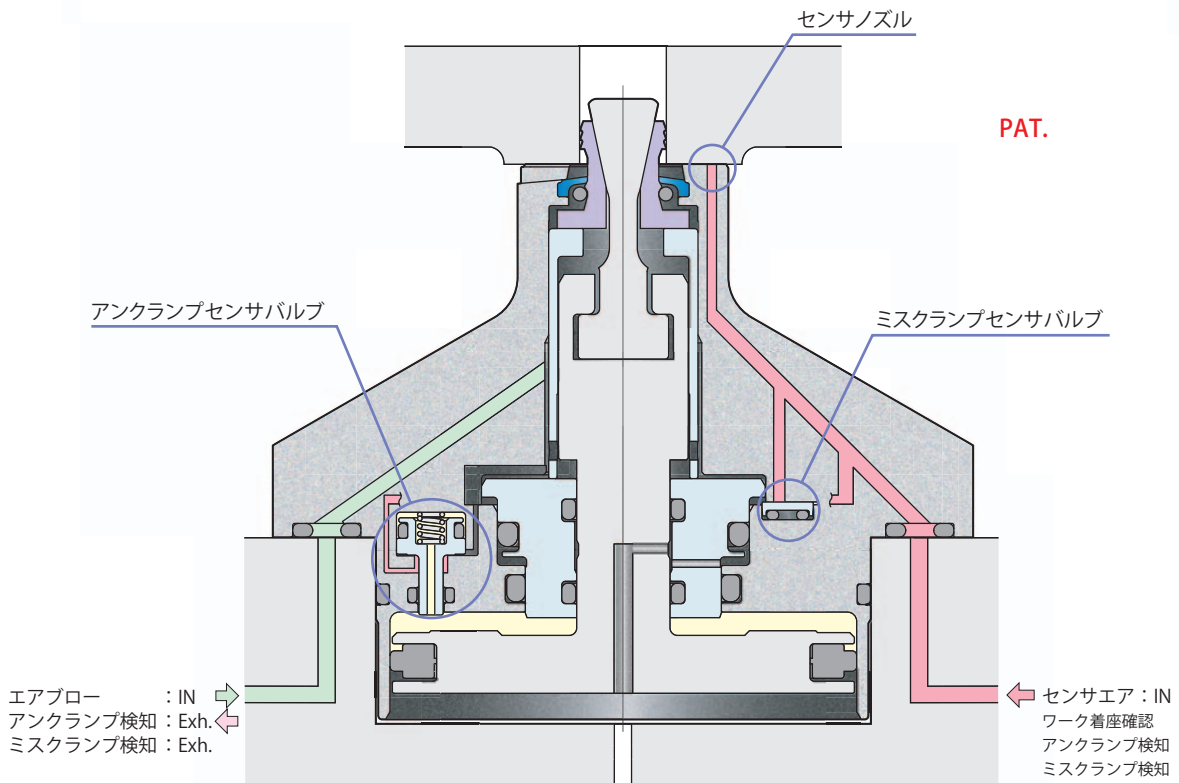 センサノズル
PAT.
アンクランプセンサバルブ
ミスクランプセンサバルブ
エアブロー ：IN
アンクランプ検知：Exh.
ミスクランプ検知：Exh.
センサエア：IN
ワーク着座確認
アンクランプ検知
ミスクランプ検知